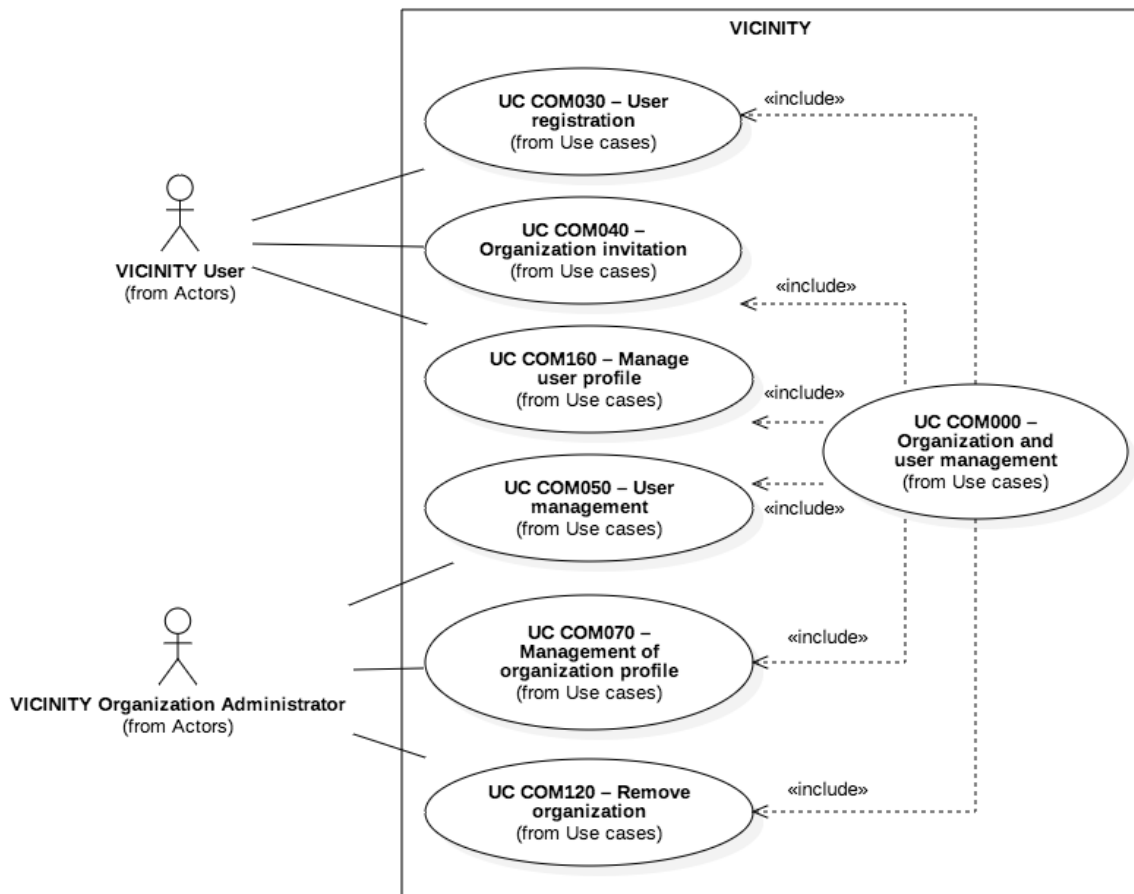 VICINITY
UC COM030 – User
registration
(from Use cases)
«include»
UC COM040 –
Organization invitation
(from Use cases)
VICINITY User
(from Actors)
«include»
UC COM160 – Manage
user profile
(from Use cases)
«include»
UC COM000 –
Organization and
user management
(from Use cases)
UC COM050 – User
management
(from Use cases)
«include»
UC COM070 –
Management of
organization profile
(from Use cases)
«include»
VICINITY Organization Administrator
(from Actors)
UC COM120 – Remove
organization
(from Use cases)
«include»